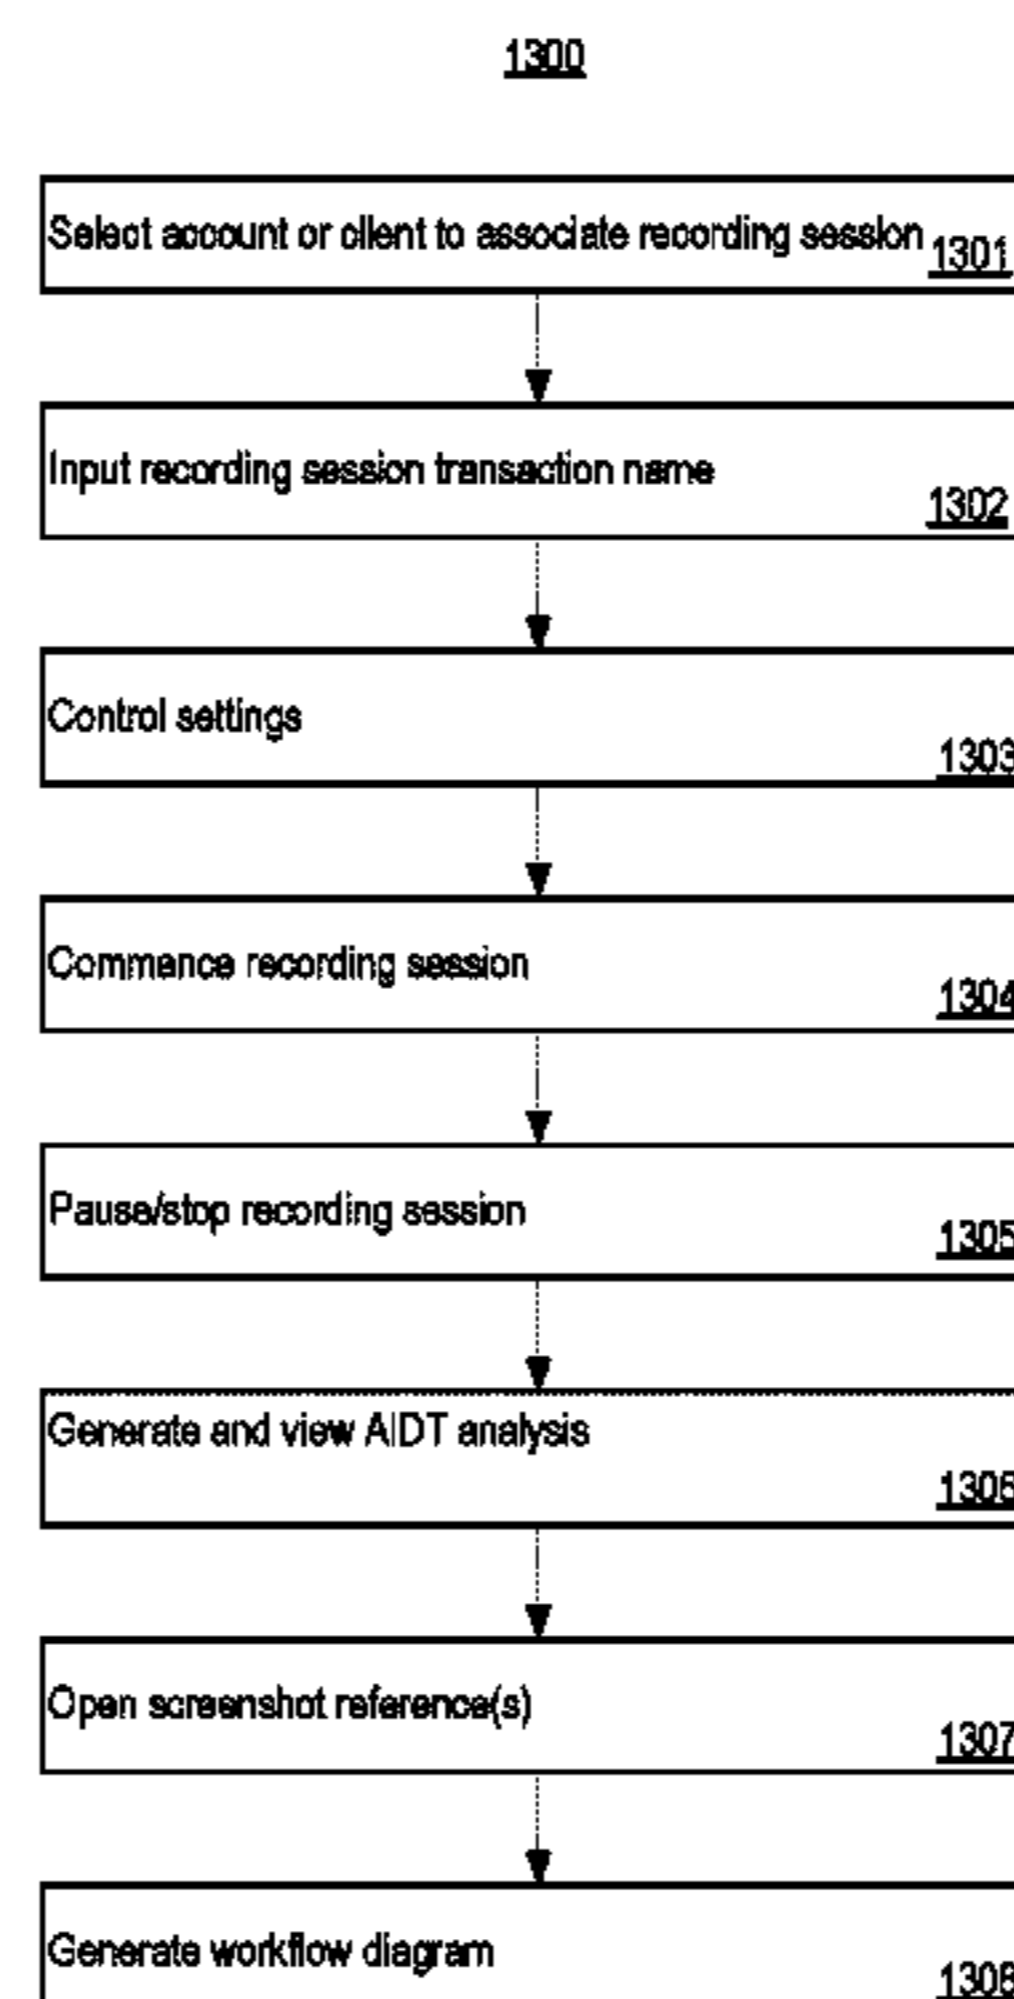 1300
Select account or client to associate recording session
1301
Input recording session transaction name
1302
Control settings
1303
Commence recording session
1304
Pause/stop recording session
1305
Generate and view AIDT analysis
1306
Open screenshot reference(s)
1307
Generate workflow diagram
1308